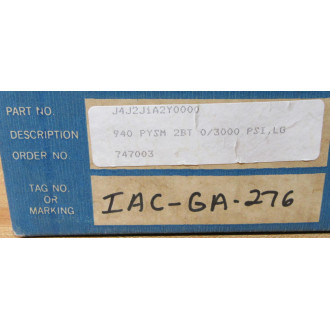 PART NO. J4J2J1A2Y0000
DESCRIPTION 940 PYSM 2BT 0/3000 PSI,LG
ORDER NO. 747003
TAG NO.
OR
MARKING
IAC-GA-276